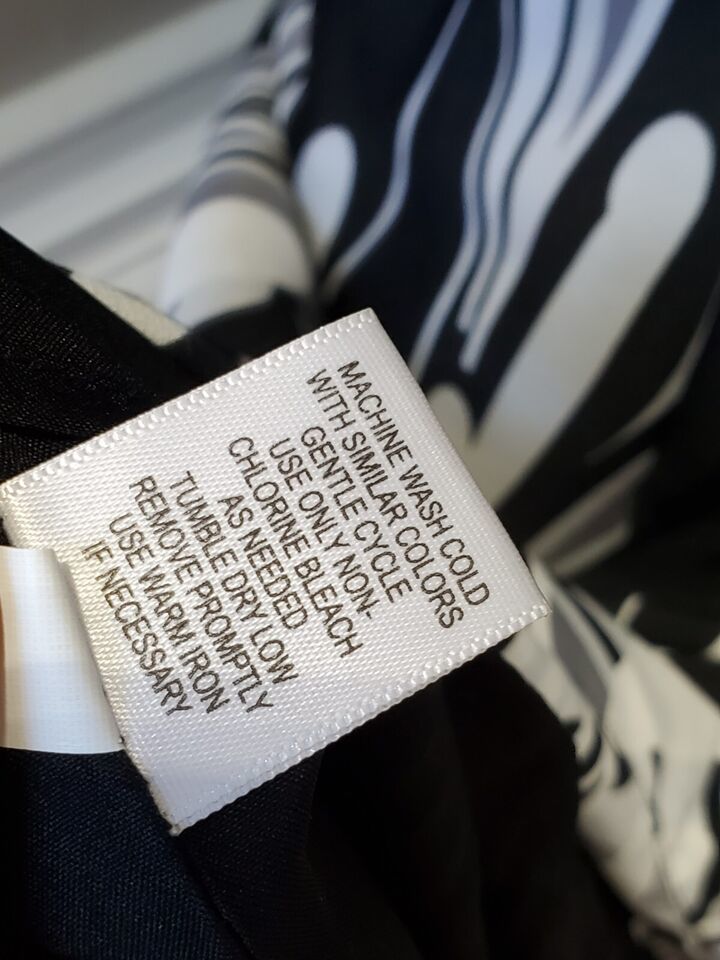 MACHINE WASH COLD
WITH SIMILAR COLORS
GENTLE CYCLE
USE ONLY NON-
CHLORINE BLEACH
AS NEEDED
TUMBLE DRY LOW
REMOVE PROMPTLY
USE WARM IRON
IF NECESSARY